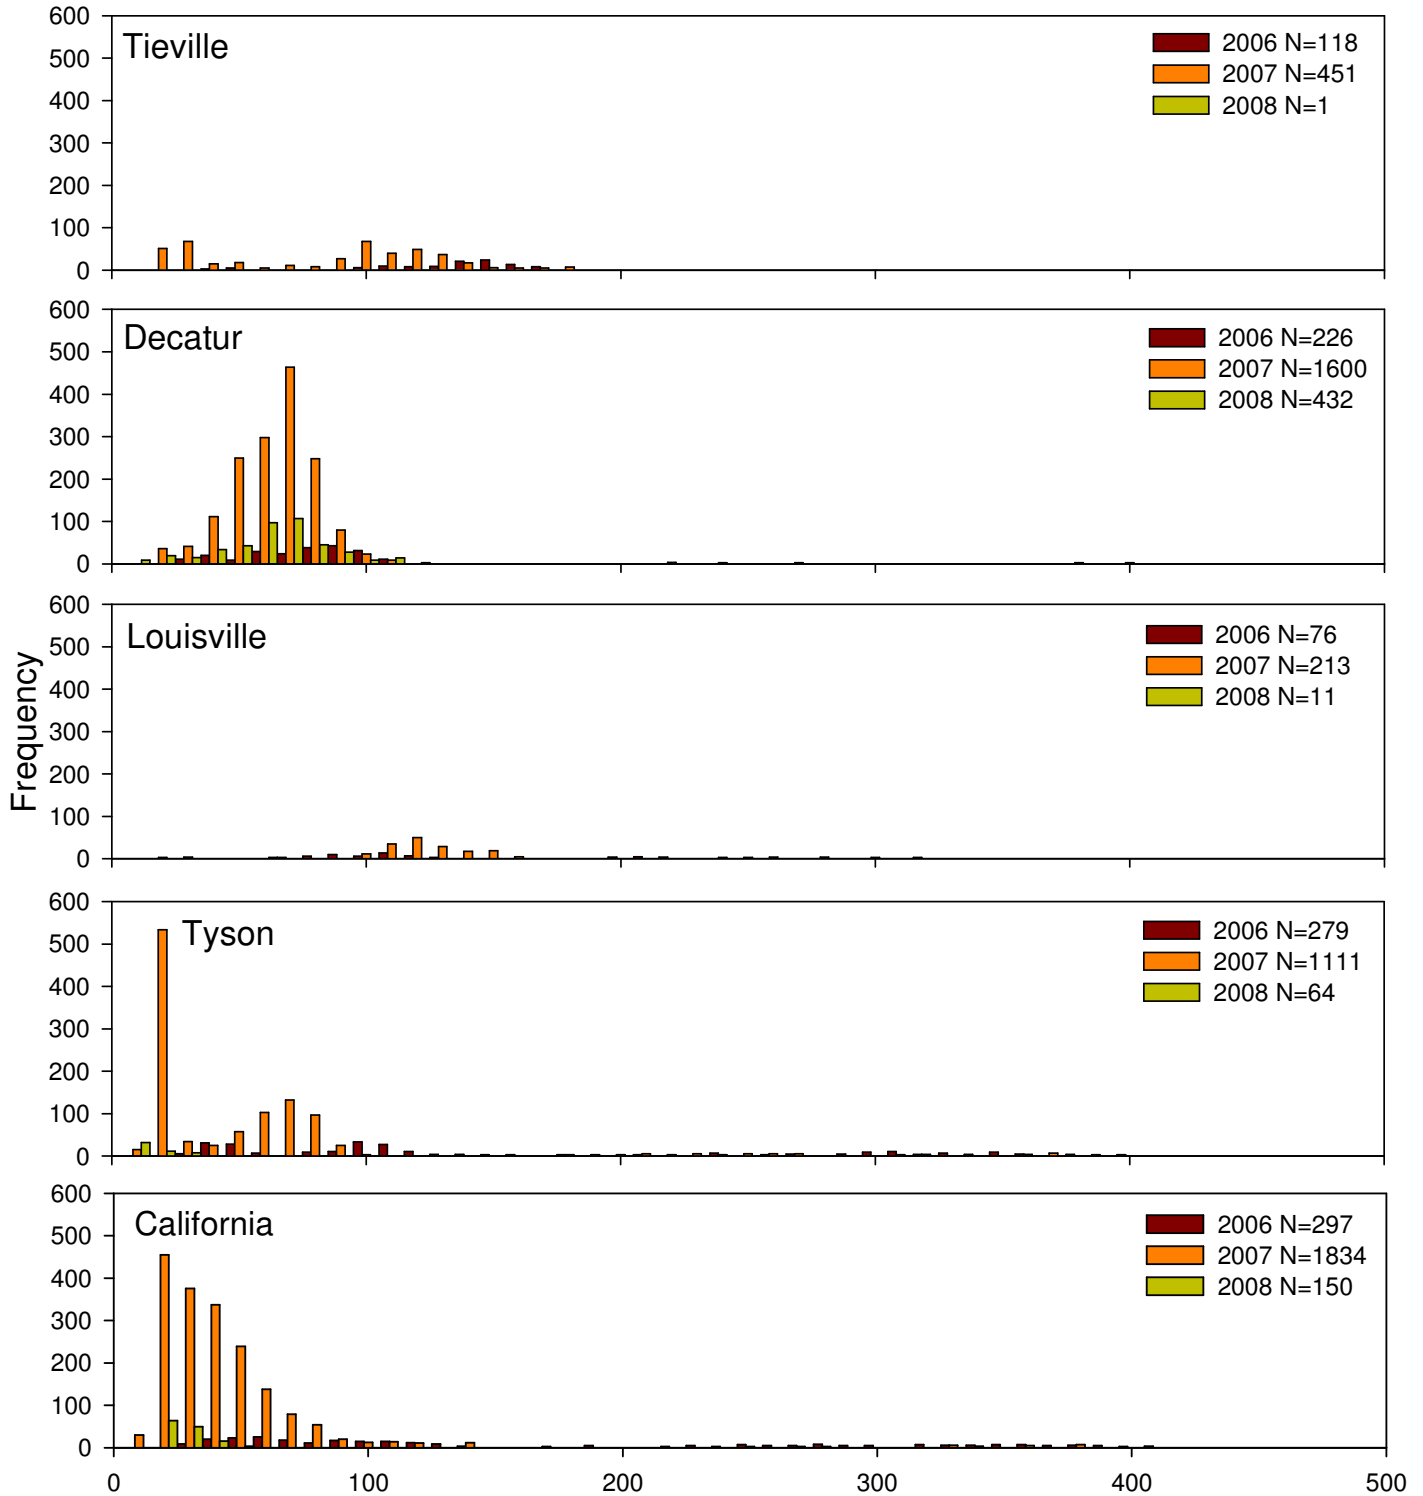 Frequency
600
500
400
300
200
100
0
Tieville
2006 N=118
2007 N=451
2008 N=1
600
500
400
300
200
100
0
Decatur
2006 N=226
2007 N=1600
2008 N=432
600
500
400
300
200
100
0
Louisville
2006 N=76
2007 N=213
2008 N=11
600
500
400
300
200
100
0
Tyson
2006 N=279
2007 N=1111
2008 N=64
600
500
400
300
200
100
0
California
2006 N=297
2007 N=1834
2008 N=150
0 100 200 300 400 500